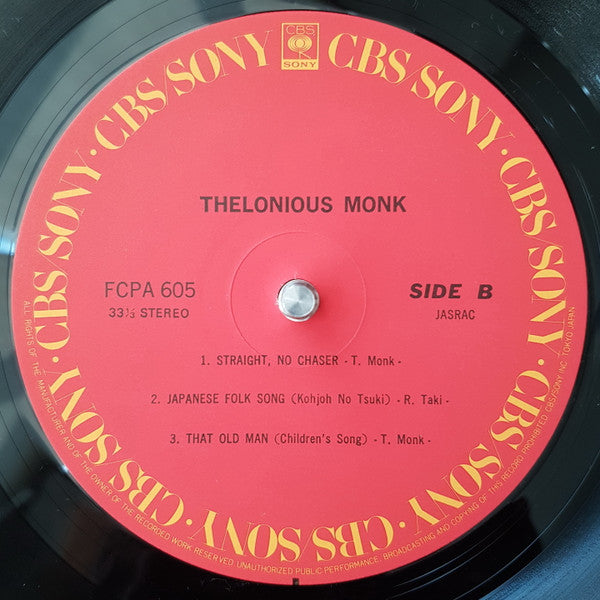 CBS
SONY
CBS/SONY · CBS/SONY · CBS/SONY · CBS/SONY · CBS/SONY · CBS/SONY · CBS/SONY · CBS/SONY · CBS/SONY
THELONIOUS MONK
FCPA 605
33⅓ STEREO
SIDE B
JASRAC
1. STRAIGHT, NO CHASER - T. Monk -
2. JAPANESE FOLK SONG (Kohjoh No Tsuki) - R. Taki -
3. THAT OLD MAN (Children's Song) - T. Monk -
ALL RIGHTS OF THE MANUFACTURER AND OF THE OWNER OF THE RECORDED WORK RESERVED. UNAUTHORIZED PUBLIC PERFORMANCE, BROADCASTING AND COPYING OF THIS RECORD PROHIBITED. CBS/SONY INC. TOKYO JAPAN